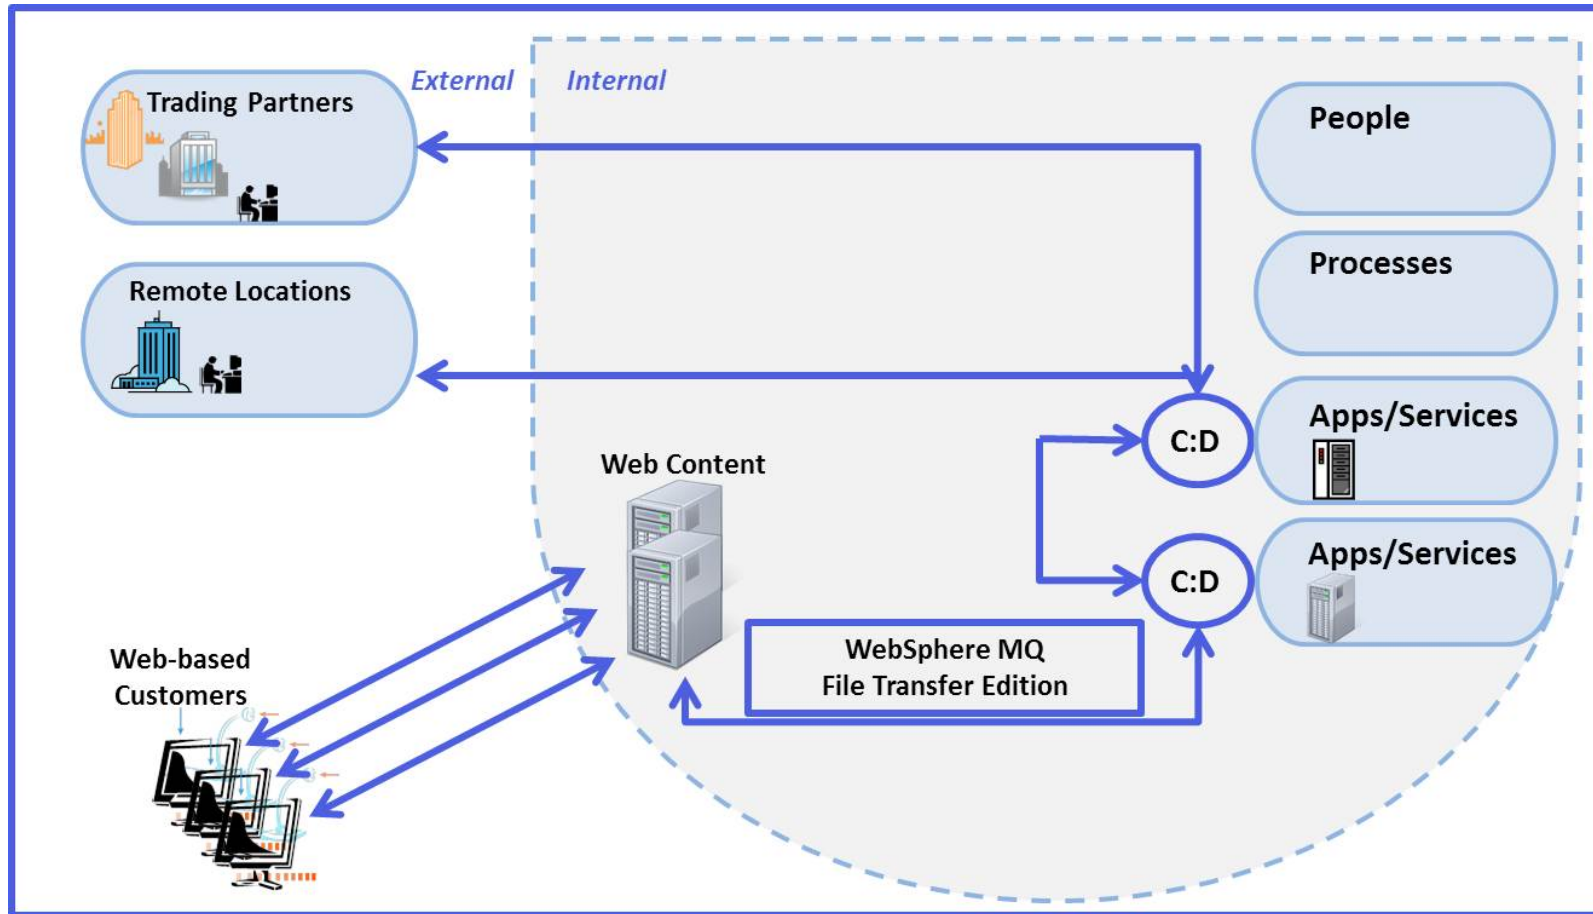 External
Internal
Trading Partners
People
Remote Locations
Processes
Apps/Services
C:D
Web Content
Apps/Services
C:D
WebSphere MQ
File Transfer Edition
Web-based
Customers